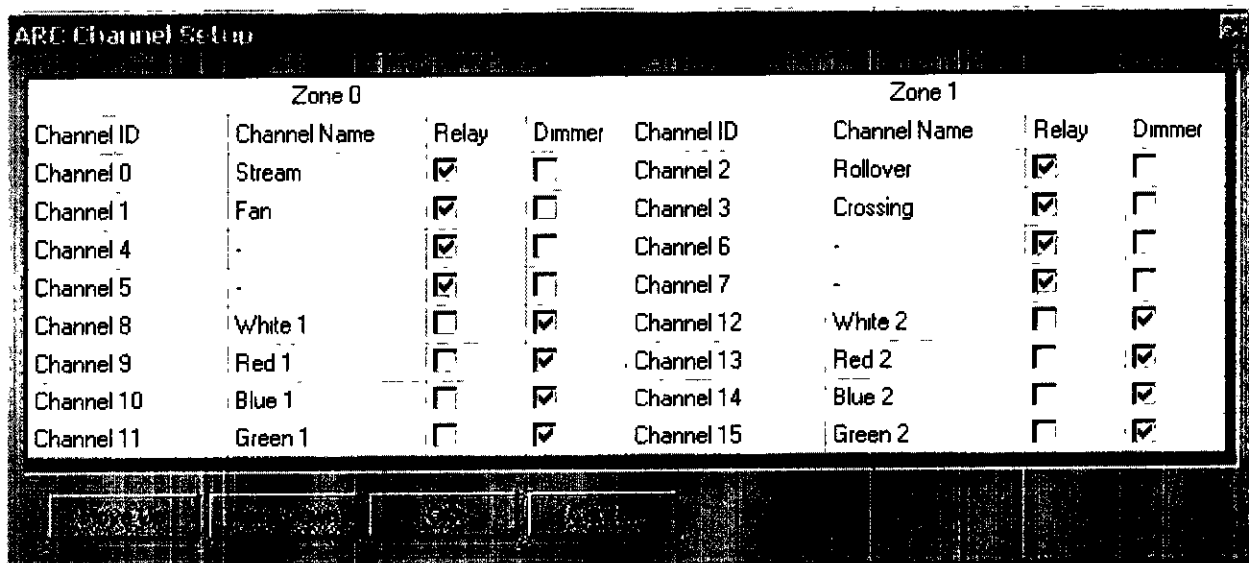 ARC Channel Setup
Zone 0 Zone 1
Channel ID Channel Name Relay Dimmer Channel ID Channel Name Relay Dimmer
Channel 0 Stream Channel 2 Rollover
Channel 1 Fan Channel 3 Crossing
Channel 4 - Channel 6 -
Channel 5 - Channel 7 -
Channel 8 White 1 Channel 12 White 2
Channel 9 Red 1 Channel 13 Red 2
Channel 10 Blue 1 Channel 14 Blue 2
Channel 11 Green 1 Channel 15 Green 2